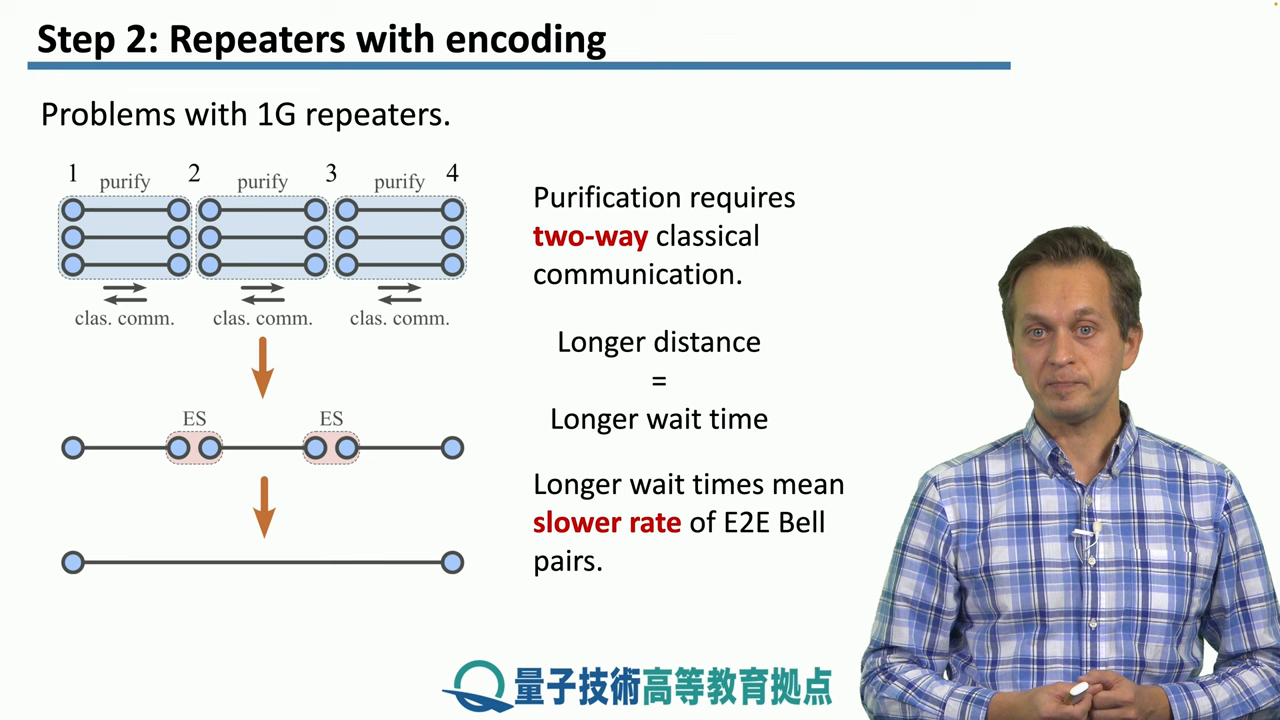 Step 2: Repeaters with encoding
Problems with 1G repeaters.
1 purify 2 purify 3 purify 4
clas. comm. clas. comm. clas. comm.
ES ES
Purification requires
two-way classical
communication.
Longer distance
=
Longer wait time
Longer wait times mean
slower rate of E2E Bell
pairs.
量子技術高等教育拠点